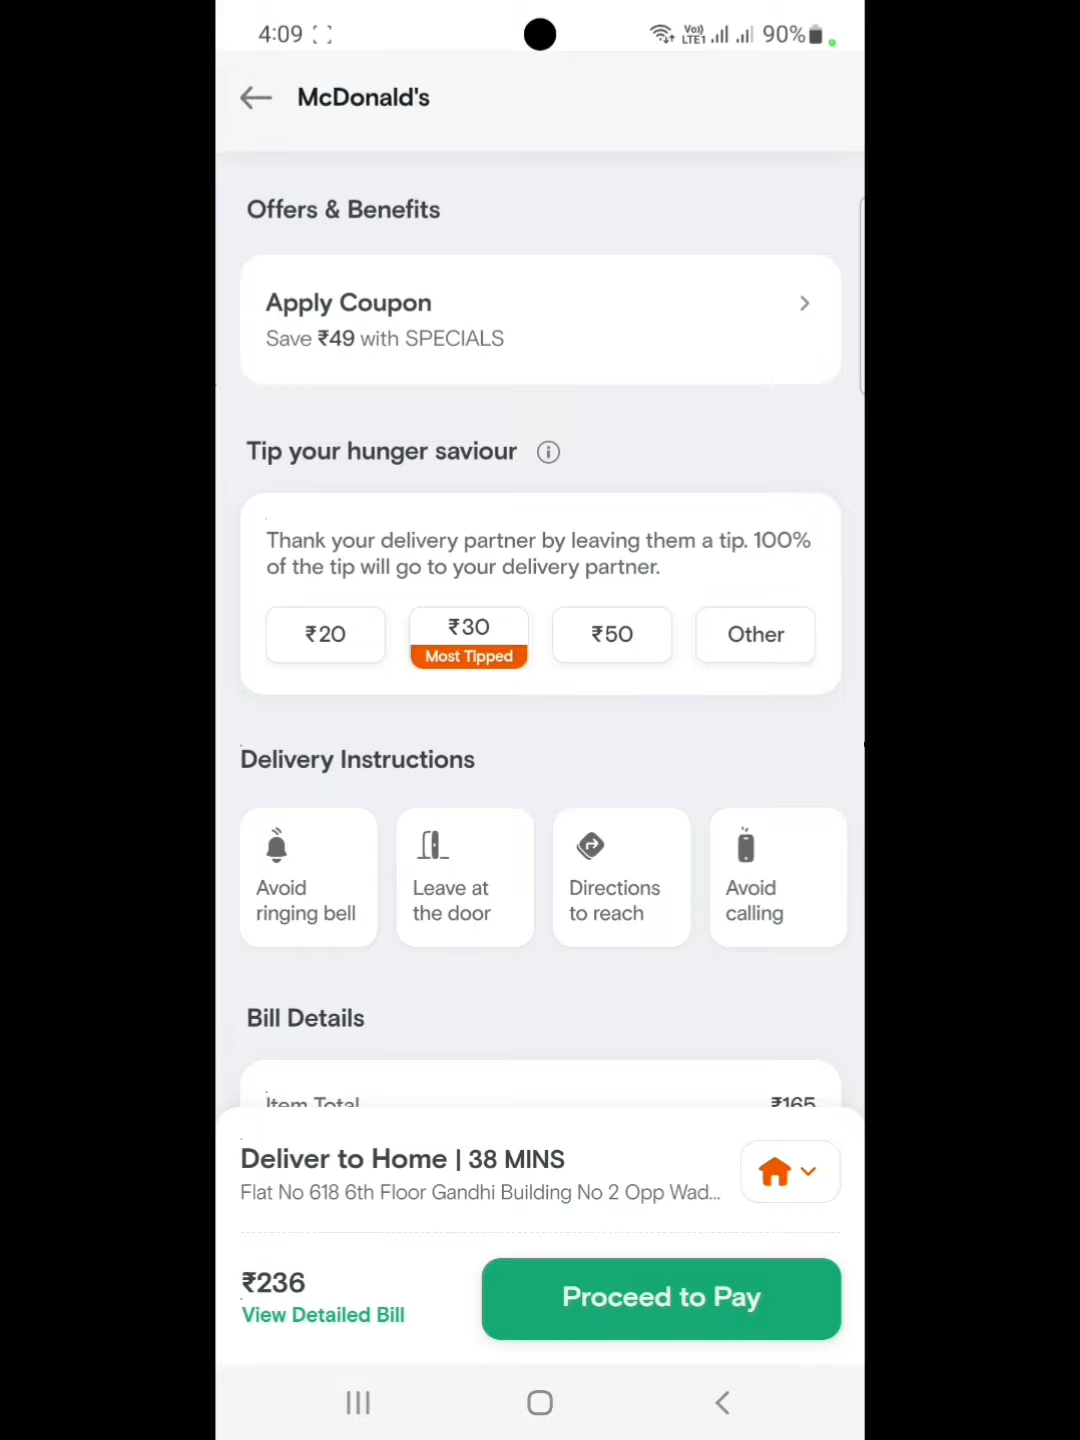 4:09
Vo)) LTE1 90%
McDonald's
Offers & Benefits
Apply Coupon
Save ₹49 with SPECIALS
Tip your hunger saviour
Thank your delivery partner by leaving them a tip. 100%
of the tip will go to your delivery partner.
₹20 ₹30 ₹50 Other
Most Tipped
Delivery Instructions
Avoid ringing bell
Leave at the door
Directions to reach
Avoid calling
Bill Details
Item Total ₹165
Deliver to Home | 38 MINS
Flat No 618 6th Floor Gandhi Building No 2 Opp Wad...
₹236
View Detailed Bill
Proceed to Pay